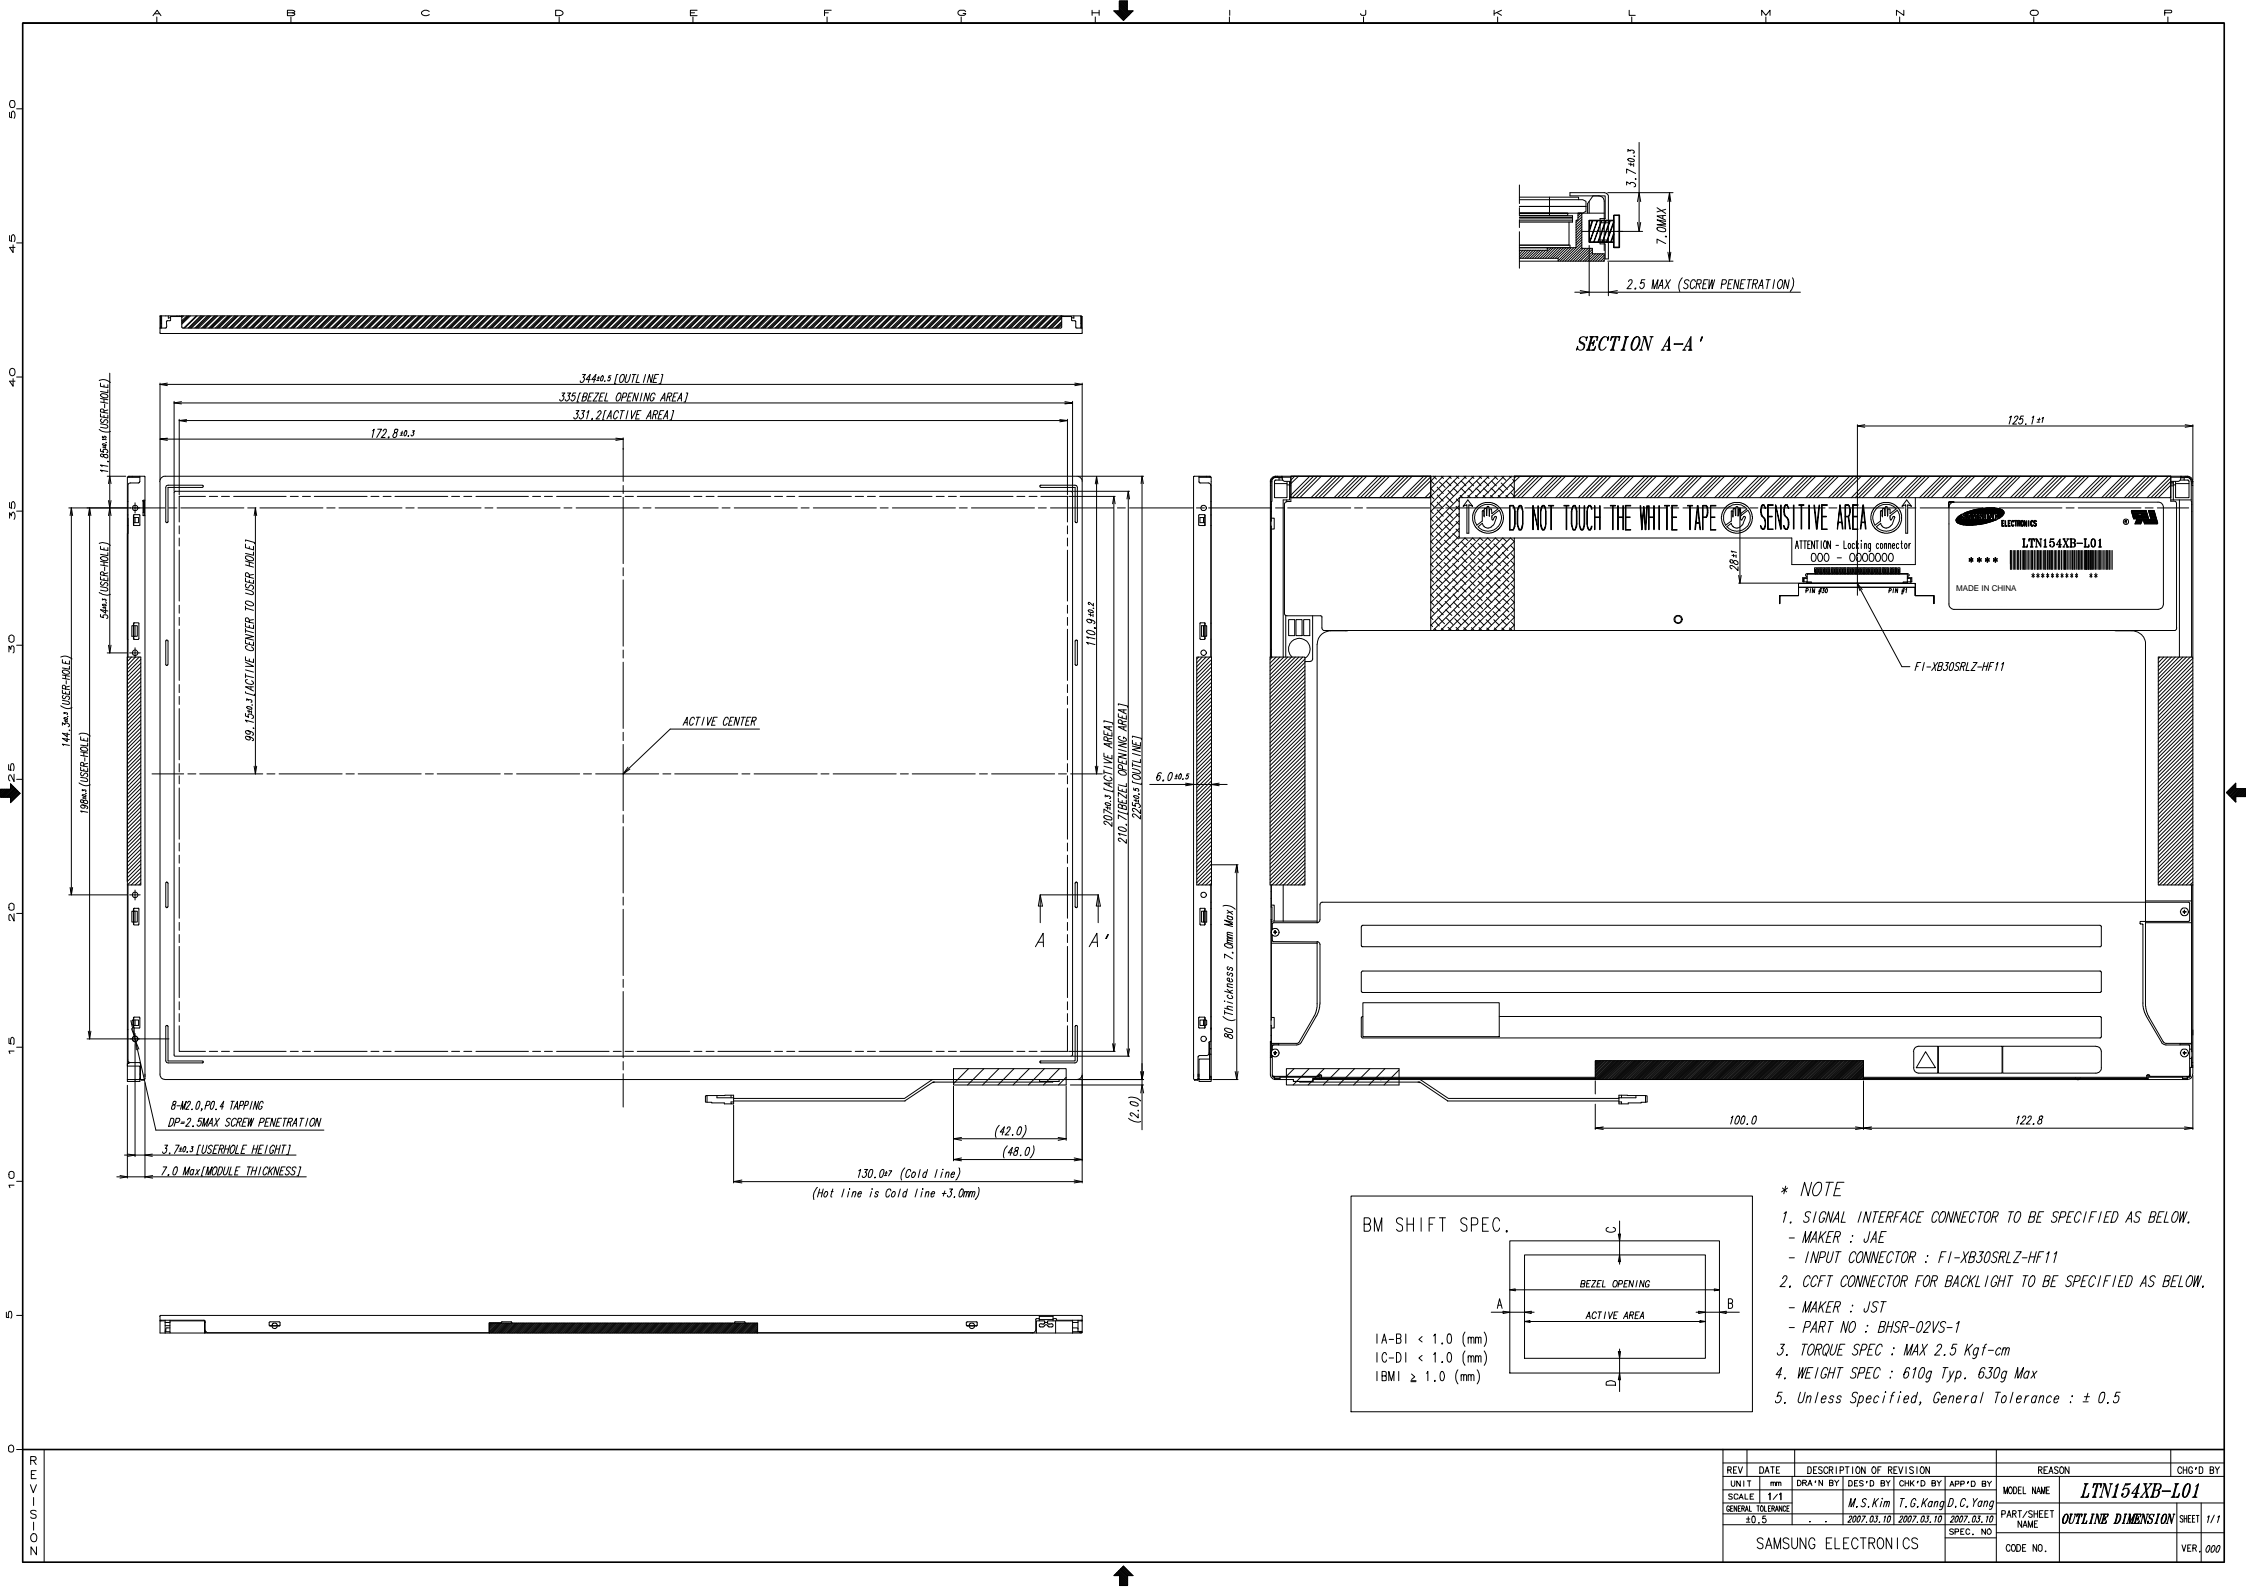 A B C D E F G H I J K L M N O P
50
45
40
35
30
25
20
15
10
5
0
3.7±0.3
7.0MAX
2.5 MAX (SCREW PENETRATION)
SECTION A-A'
344±0.5 [OUTLINE]
335[BEZEL OPENING AREA]
331.2[ACTIVE AREA]
172.8±0.3
11.85±0.15 (USER-HOLE)
54±0.3 (USER-HOLE)
144.3±0.3 (USER-HOLE)
198±0.3 (USER-HOLE)
99.15±0.3 [ACTIVE CENTER TO USER HOLE]
ACTIVE CENTER
110.9±0.2
207±0.3 [ACTIVE AREA]
210.7[BEZEL OPENING AREA]
225±0.5 [OUTLINE]
A A'
8-M2.0,P0.4 TAPPING
DP=2.5MAX SCREW PENETRATION
3.7±0.3 [USERHOLE HEIGHT]
7.0 Max[MODULE THICKNESS]
(2.0)
(42.0)
(48.0)
130.0±7 (Cold line)
(Hot line is Cold line +3.0mm)
6.0±0.5
80 (Thickness 7.0mm Max)
125.1±1
DO NOT TOUCH THE WHITE TAPE SENSITIVE AREA
ATTENTION - Locking connector
000 - 0000000
28±1
PIN #30 PIN #1
FI-XB30SRLZ-HF11
SAMSUNG
ELECTRONICS
LTN154XB-L01
****
********** **
MADE IN CHINA
100.0
122.8
BM SHIFT SPEC.
C
BEZEL OPENING
A B
ACTIVE AREA
D
|A-B| < 1.0 (mm)
|C-D| < 1.0 (mm)
|BM| ≥ 1.0 (mm)
* NOTE
1. SIGNAL INTERFACE CONNECTOR TO BE SPECIFIED AS BELOW.
- MAKER : JAE
- INPUT CONNECTOR : FI-XB30SRLZ-HF11
2. CCFT CONNECTOR FOR BACKLIGHT TO BE SPECIFIED AS BELOW.
- MAKER : JST
- PART NO : BHSR-02VS-1
3. TORQUE SPEC : MAX 2.5 Kgf-cm
4. WEIGHT SPEC : 610g Typ. 630g Max
5. Unless Specified, General Tolerance : ± 0.5
REVISION
REV DATE DESCRIPTION OF REVISION REASON CHG'D BY
UNIT mm DRA'N BY DES'D BY CHK'D BY APP'D BY
SCALE 1/1
GENERAL TOLERANCE
±0.5
. .
M.S.Kim T.G.Kang D.C.Yang
2007.03.10 2007.03.10 2007.03.10
SPEC. NO
SAMSUNG ELECTRONICS
MODEL NAME LTN154XB-L01
PART/SHEET NAME OUTLINE DIMENSION SHEET 1/1
CODE NO. VER. 000